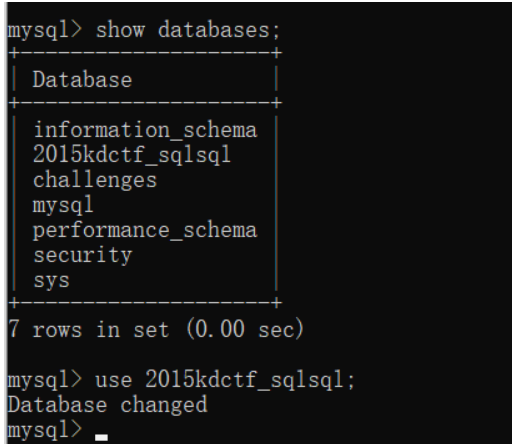 mysql> show databases;
+--------------------+
| Database           |
+--------------------+
| information_schema |
| 2015kdctf_sqlsql   |
| challenges         |
| mysql              |
| performance_schema |
| security           |
| sys                |
+--------------------+
7 rows in set (0.00 sec)
mysql> use 2015kdctf_sqlsql;
Database changed
mysql>